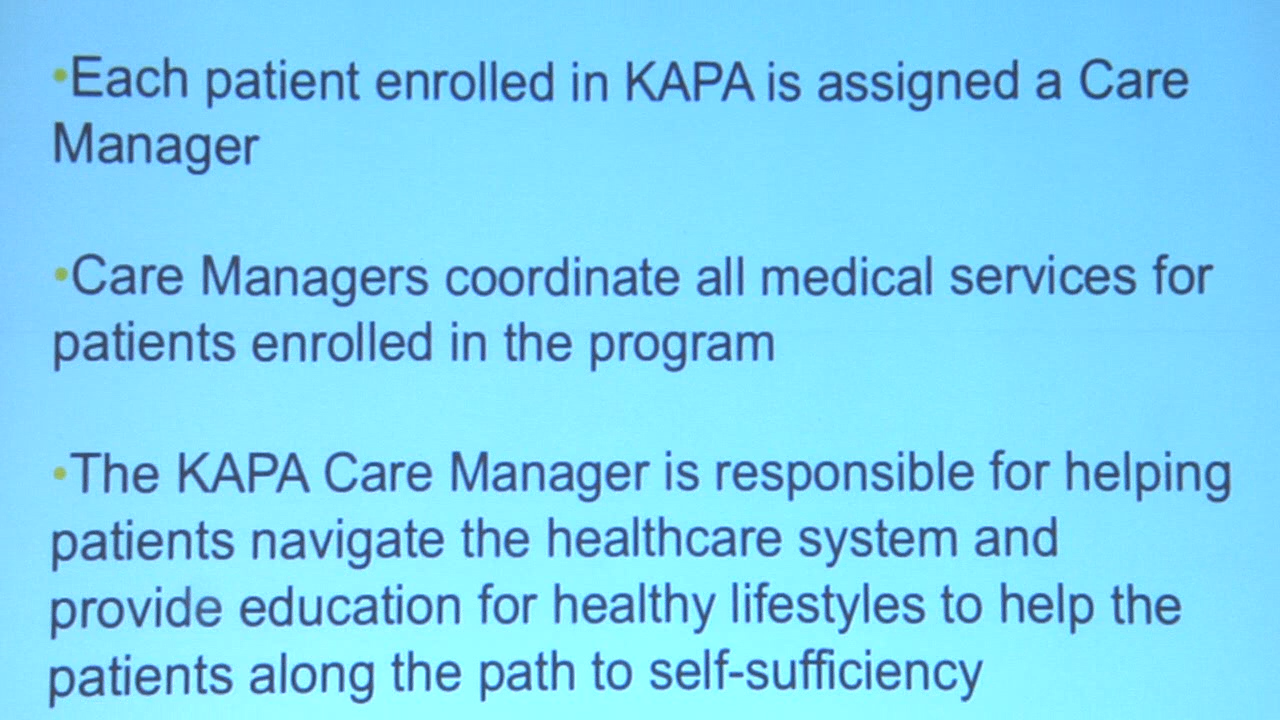 •Each patient enrolled in KAPA is assigned a Care
Manager
•Care Managers coordinate all medical services for
patients enrolled in the program
•The KAPA Care Manager is responsible for helping
patients navigate the healthcare system and
provide education for healthy lifestyles to help the
patients along the path to self-sufficiency